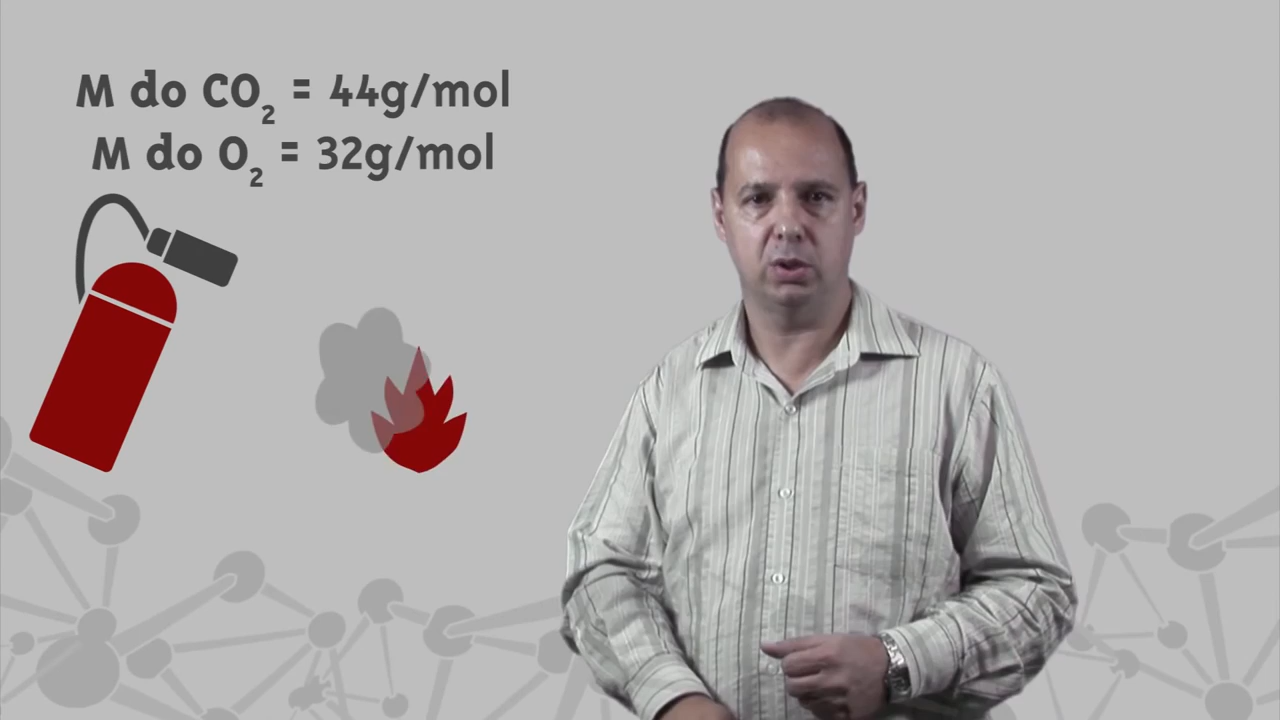 M do CO₂ = 44g/mol
M do O₂ = 32g/mol